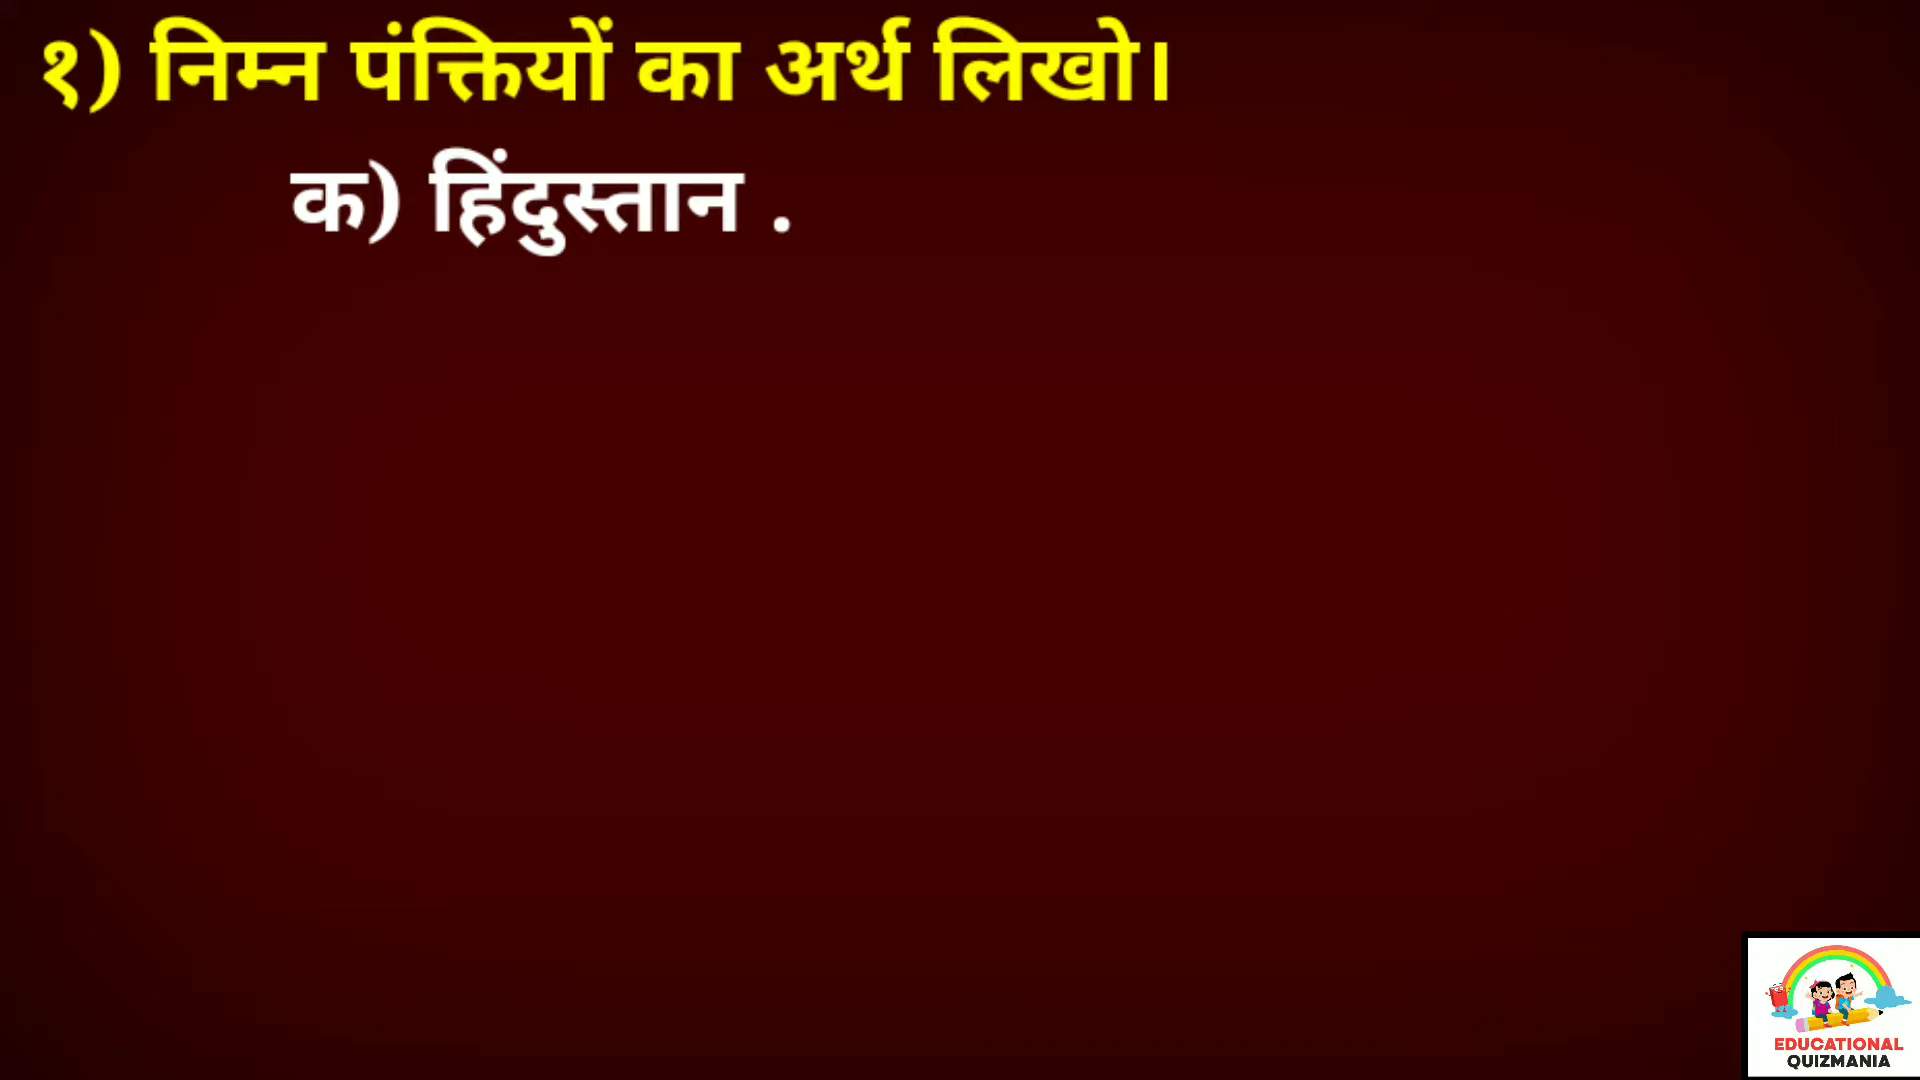 १) निम्न पंक्तियों का अर्थ लिखो।
क) हिंदुस्तान .
EDUCATIONAL
QUIZMANIA